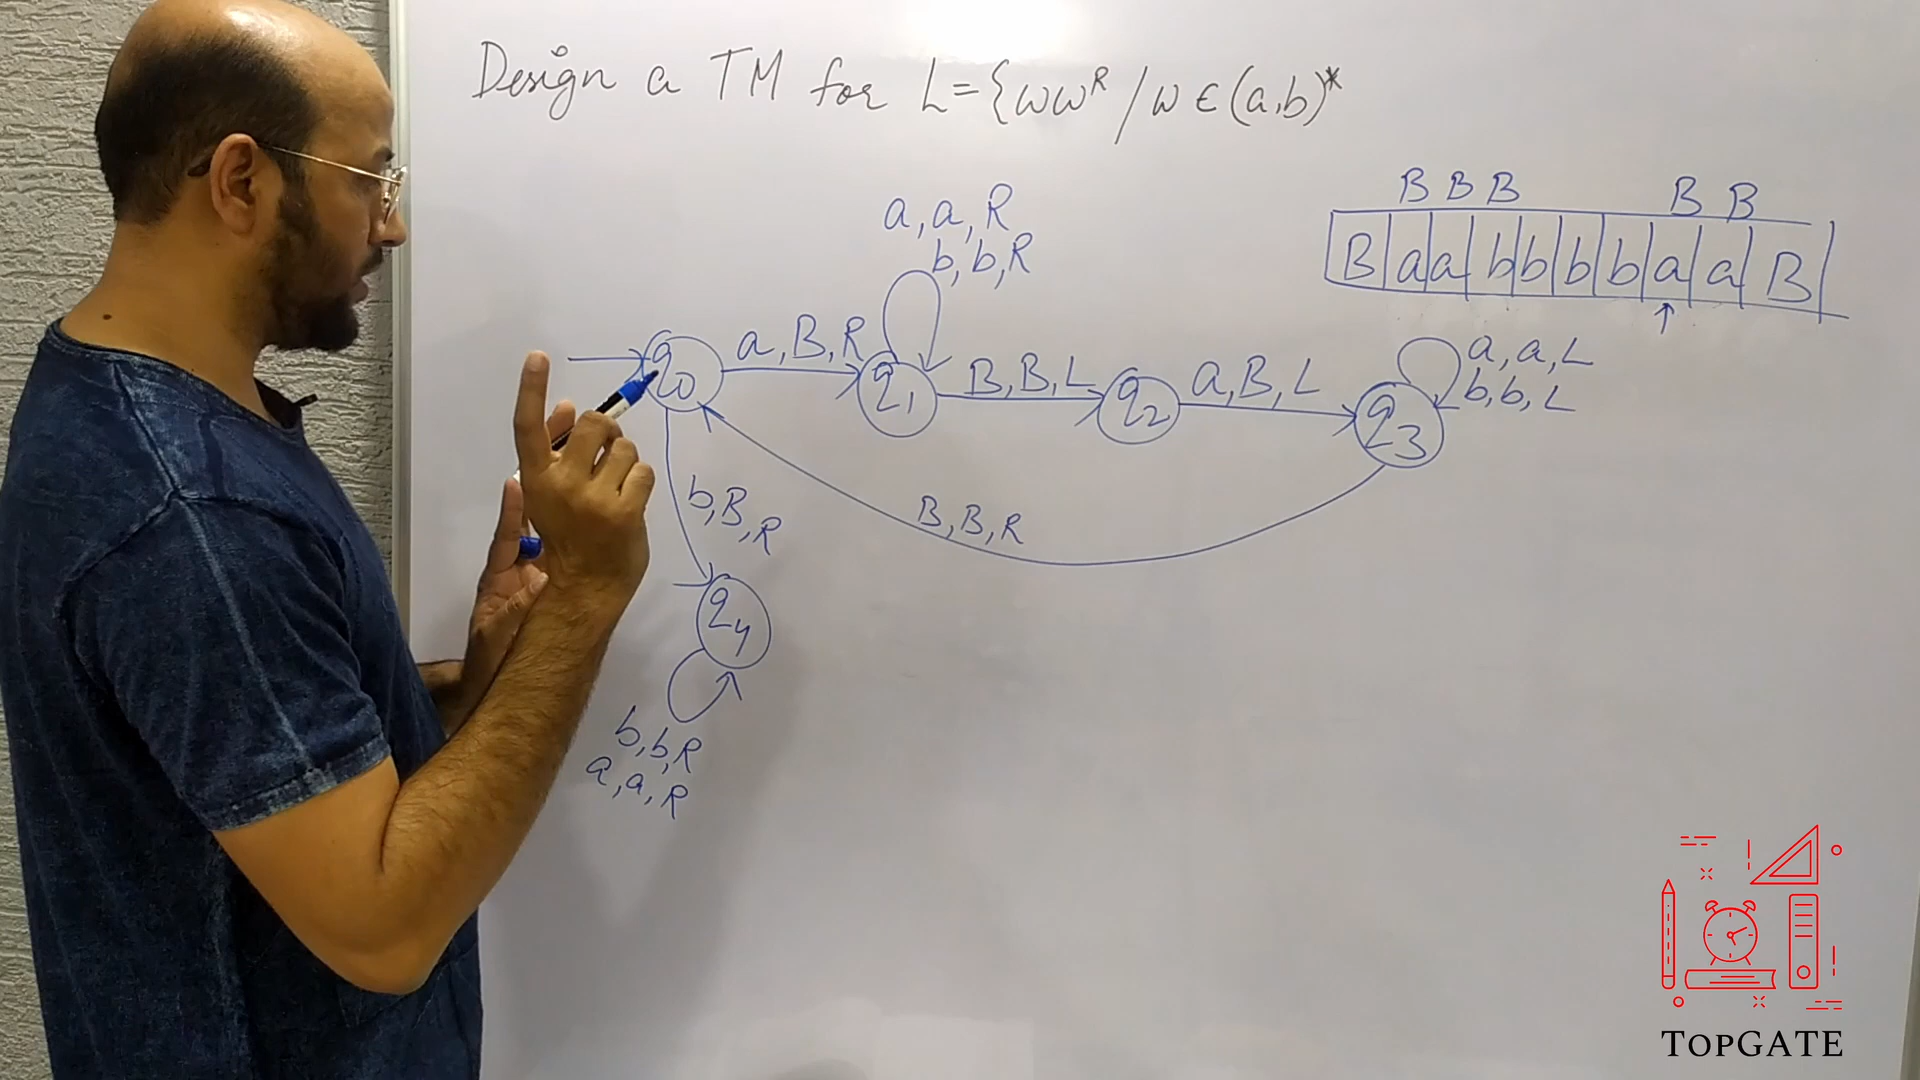 Design a TM for L={ωω^R / ω ∈ (a,b)*
B B B B B
B a a b b b b a a B
↑
a, a, R
b, b, R
a, B, R
B, B, L
a, B, L
a, a, L
b, b, L
q0
q1
q2
q3
b, B, R
B, B, R
q4
b, b, R
a, a, R
TOPGATE